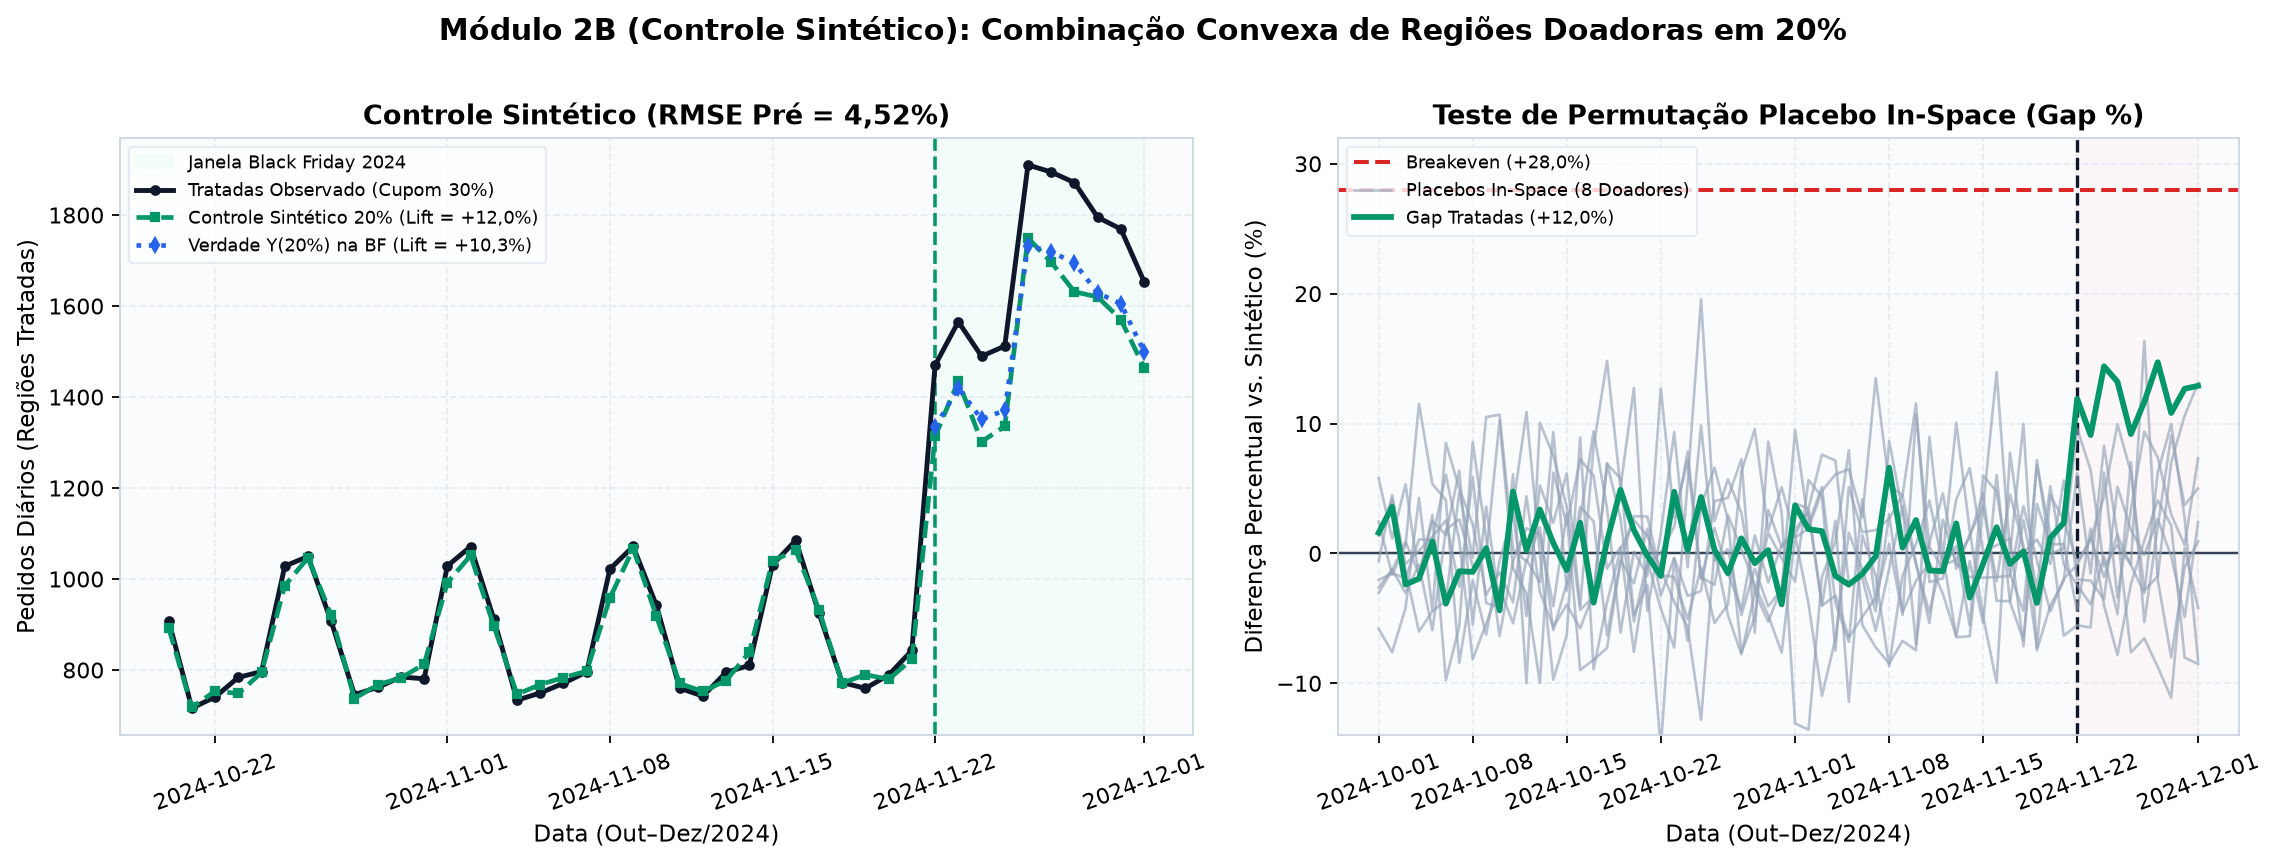 Módulo 2B (Controle Sintético): Combinação Convexa de Regiões Doadoras em 20%
Controle Sintético (RMSE Pré = 4,52%)
Janela Black Friday 2024
Tratadas Observado (Cupom 30%)
Controle Sintético 20% (Lift = +12,0%)
Verdade Y(20%) na BF (Lift = +10,3%)
Pedidos Diários (Regiões Tratadas)
1800
1600
1400
1200
1000
800
2024-10-22
2024-11-01
2024-11-08
2024-11-15
2024-11-22
2024-12-01
Data (Out–Dez/2024)
Teste de Permutação Placebo In-Space (Gap %)
Breakeven (+28,0%)
Placebos In-Space (8 Doadores)
Gap Tratadas (+12,0%)
Diferença Percentual vs. Sintético (%)
30
20
10
0
−10
2024-10-01
2024-10-08
2024-10-15
2024-10-22
2024-11-01
2024-11-08
2024-11-15
2024-11-22
2024-12-01
Data (Out–Dez/2024)